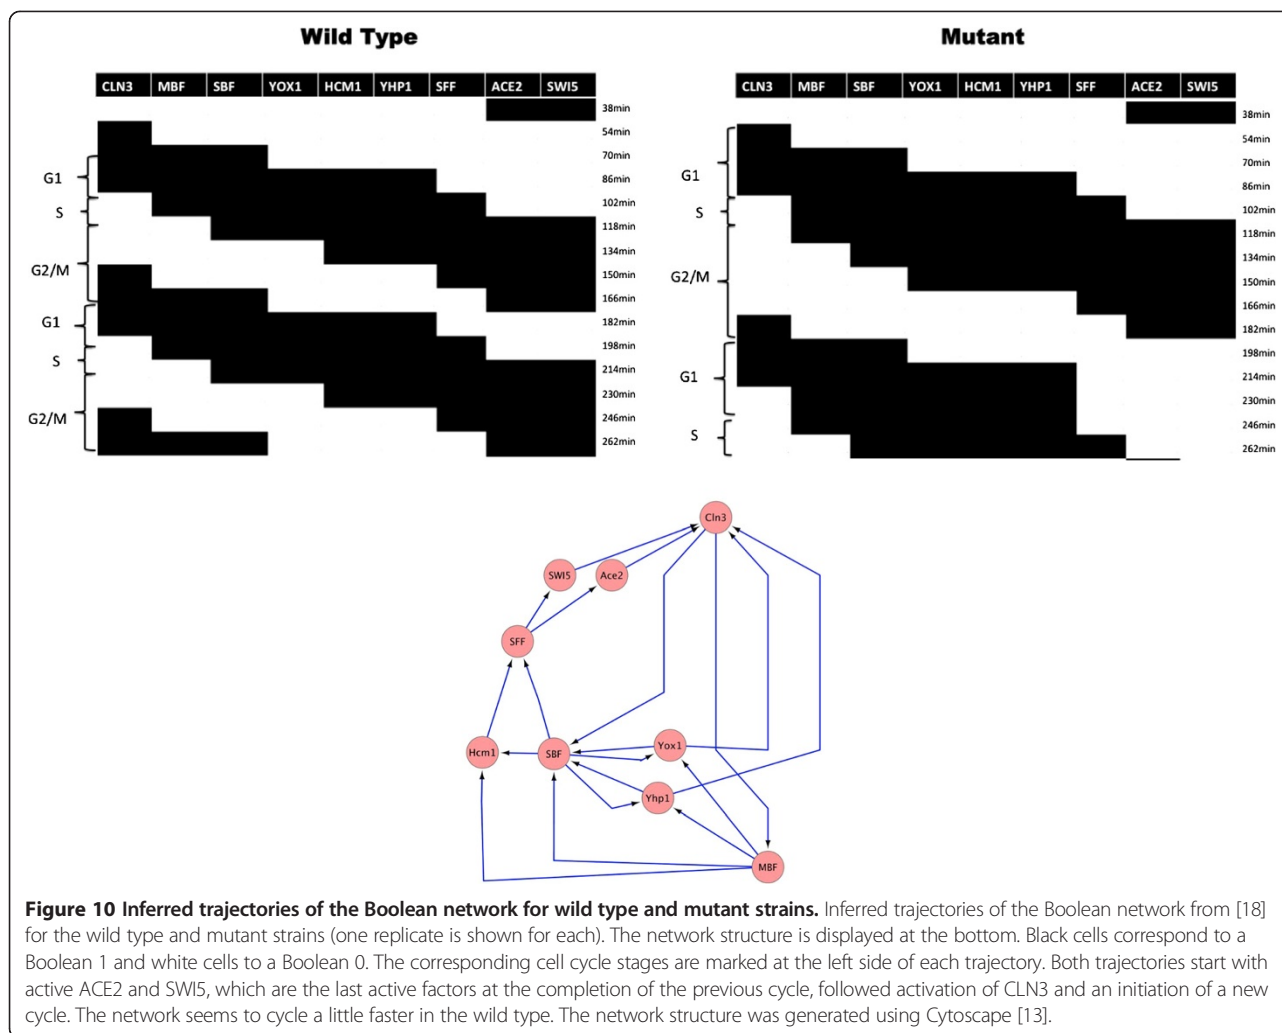 Wild Type
CLN3 MBF SBF YOX1 HCM1 YHP1 SFF ACE2 SWI5
38min
54min
70min
G1
86min
102min
S
118min
134min
G2/M
150min
166min
G1
182min
198min
S
214min
230min
G2/M
246min
262min
Mutant
CLN3 MBF SBF YOX1 HCM1 YHP1 SFF ACE2 SWI5
38min
54min
70min
G1
86min
102min
S
118min
134min
G2/M
150min
166min
182min
198min
G1
214min
230min
246min
S
262min
Cln3
SWI5
Ace2
SFF
Hcm1
SBF
Yox1
Yhp1
MBF
Figure 10 Inferred trajectories of the Boolean network for wild type and mutant strains. Inferred trajectories of the Boolean network from [18]
for the wild type and mutant strains (one replicate is shown for each). The network structure is displayed at the bottom. Black cells correspond to a
Boolean 1 and white cells to a Boolean 0. The corresponding cell cycle stages are marked at the left side of each trajectory. Both trajectories start with
active ACE2 and SWI5, which are the last active factors at the completion of the previous cycle, followed activation of CLN3 and an initiation of a new
cycle. The network seems to cycle a little faster in the wild type. The network structure was generated using Cytoscape [13].